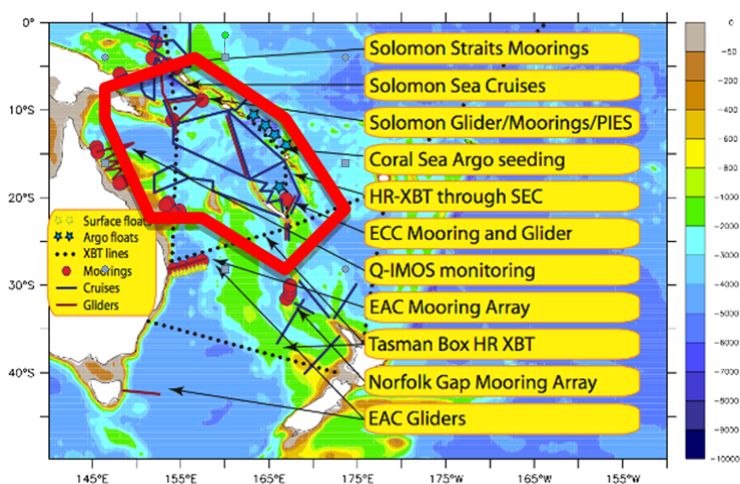 0°
10°S
20°S
30°S
40°S
145°E
155°E
165°E
175°E
175°W
165°W
155°W
Solomon Straits Moorings
Solomon Sea Cruises
Solomon Glider/Moorings/PIES
Coral Sea Argo seeding
HR-XBT through SEC
ECC Mooring and Glider
Q-IMOS monitoring
EAC Mooring Array
Tasman Box HR XBT
Norfolk Gap Mooring Array
EAC Gliders
Surface floats
Argo floats
XBT lines
Moorings
Cruises
Gliders
0
-50
-200
-400
-600
-800
-1000
-2000
-3000
-4000
-5000
-6000
-7000
-8000
-9000
-10000